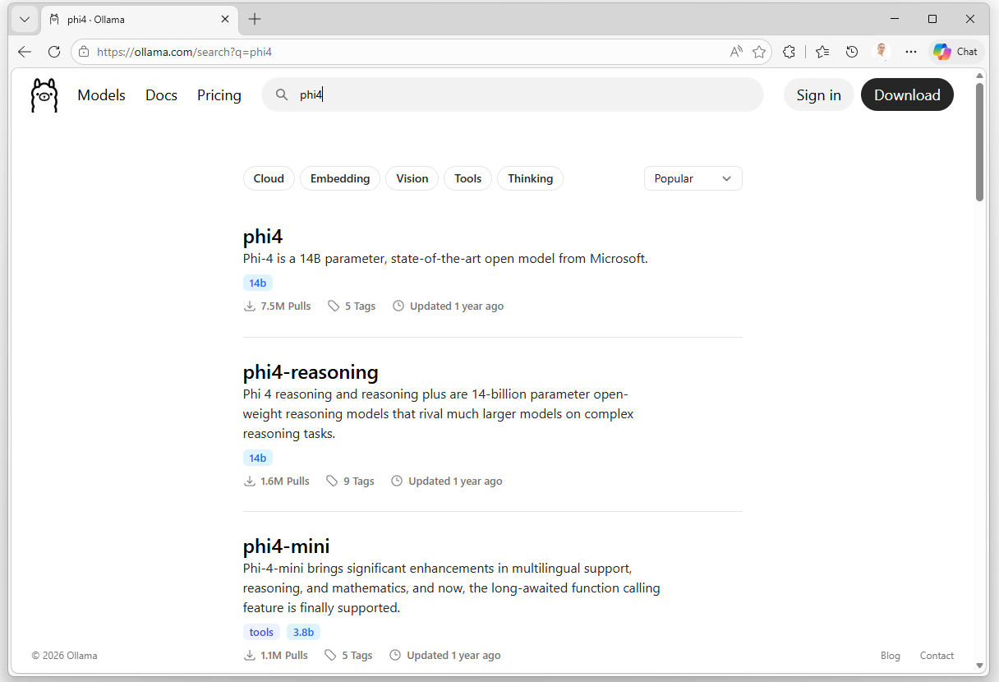 phi4 · Ollama
https://ollama.com/search?q=phi4
Chat
Models Docs Pricing phi4 Sign in Download
Cloud Embedding Vision Tools Thinking Popular
phi4
Phi-4 is a 14B parameter, state-of-the-art open model from Microsoft.
14b
7.5M Pulls 5 Tags Updated 1 year ago
phi4-reasoning
Phi 4 reasoning and reasoning plus are 14-billion parameter open-
weight reasoning models that rival much larger models on complex
reasoning tasks.
14b
1.6M Pulls 9 Tags Updated 1 year ago
phi4-mini
Phi-4-mini brings significant enhancements in multilingual support,
reasoning, and mathematics, and now, the long-awaited function calling
feature is finally supported.
tools 3.8b
1.1M Pulls 5 Tags Updated 1 year ago
© 2026 Ollama Blog Contact